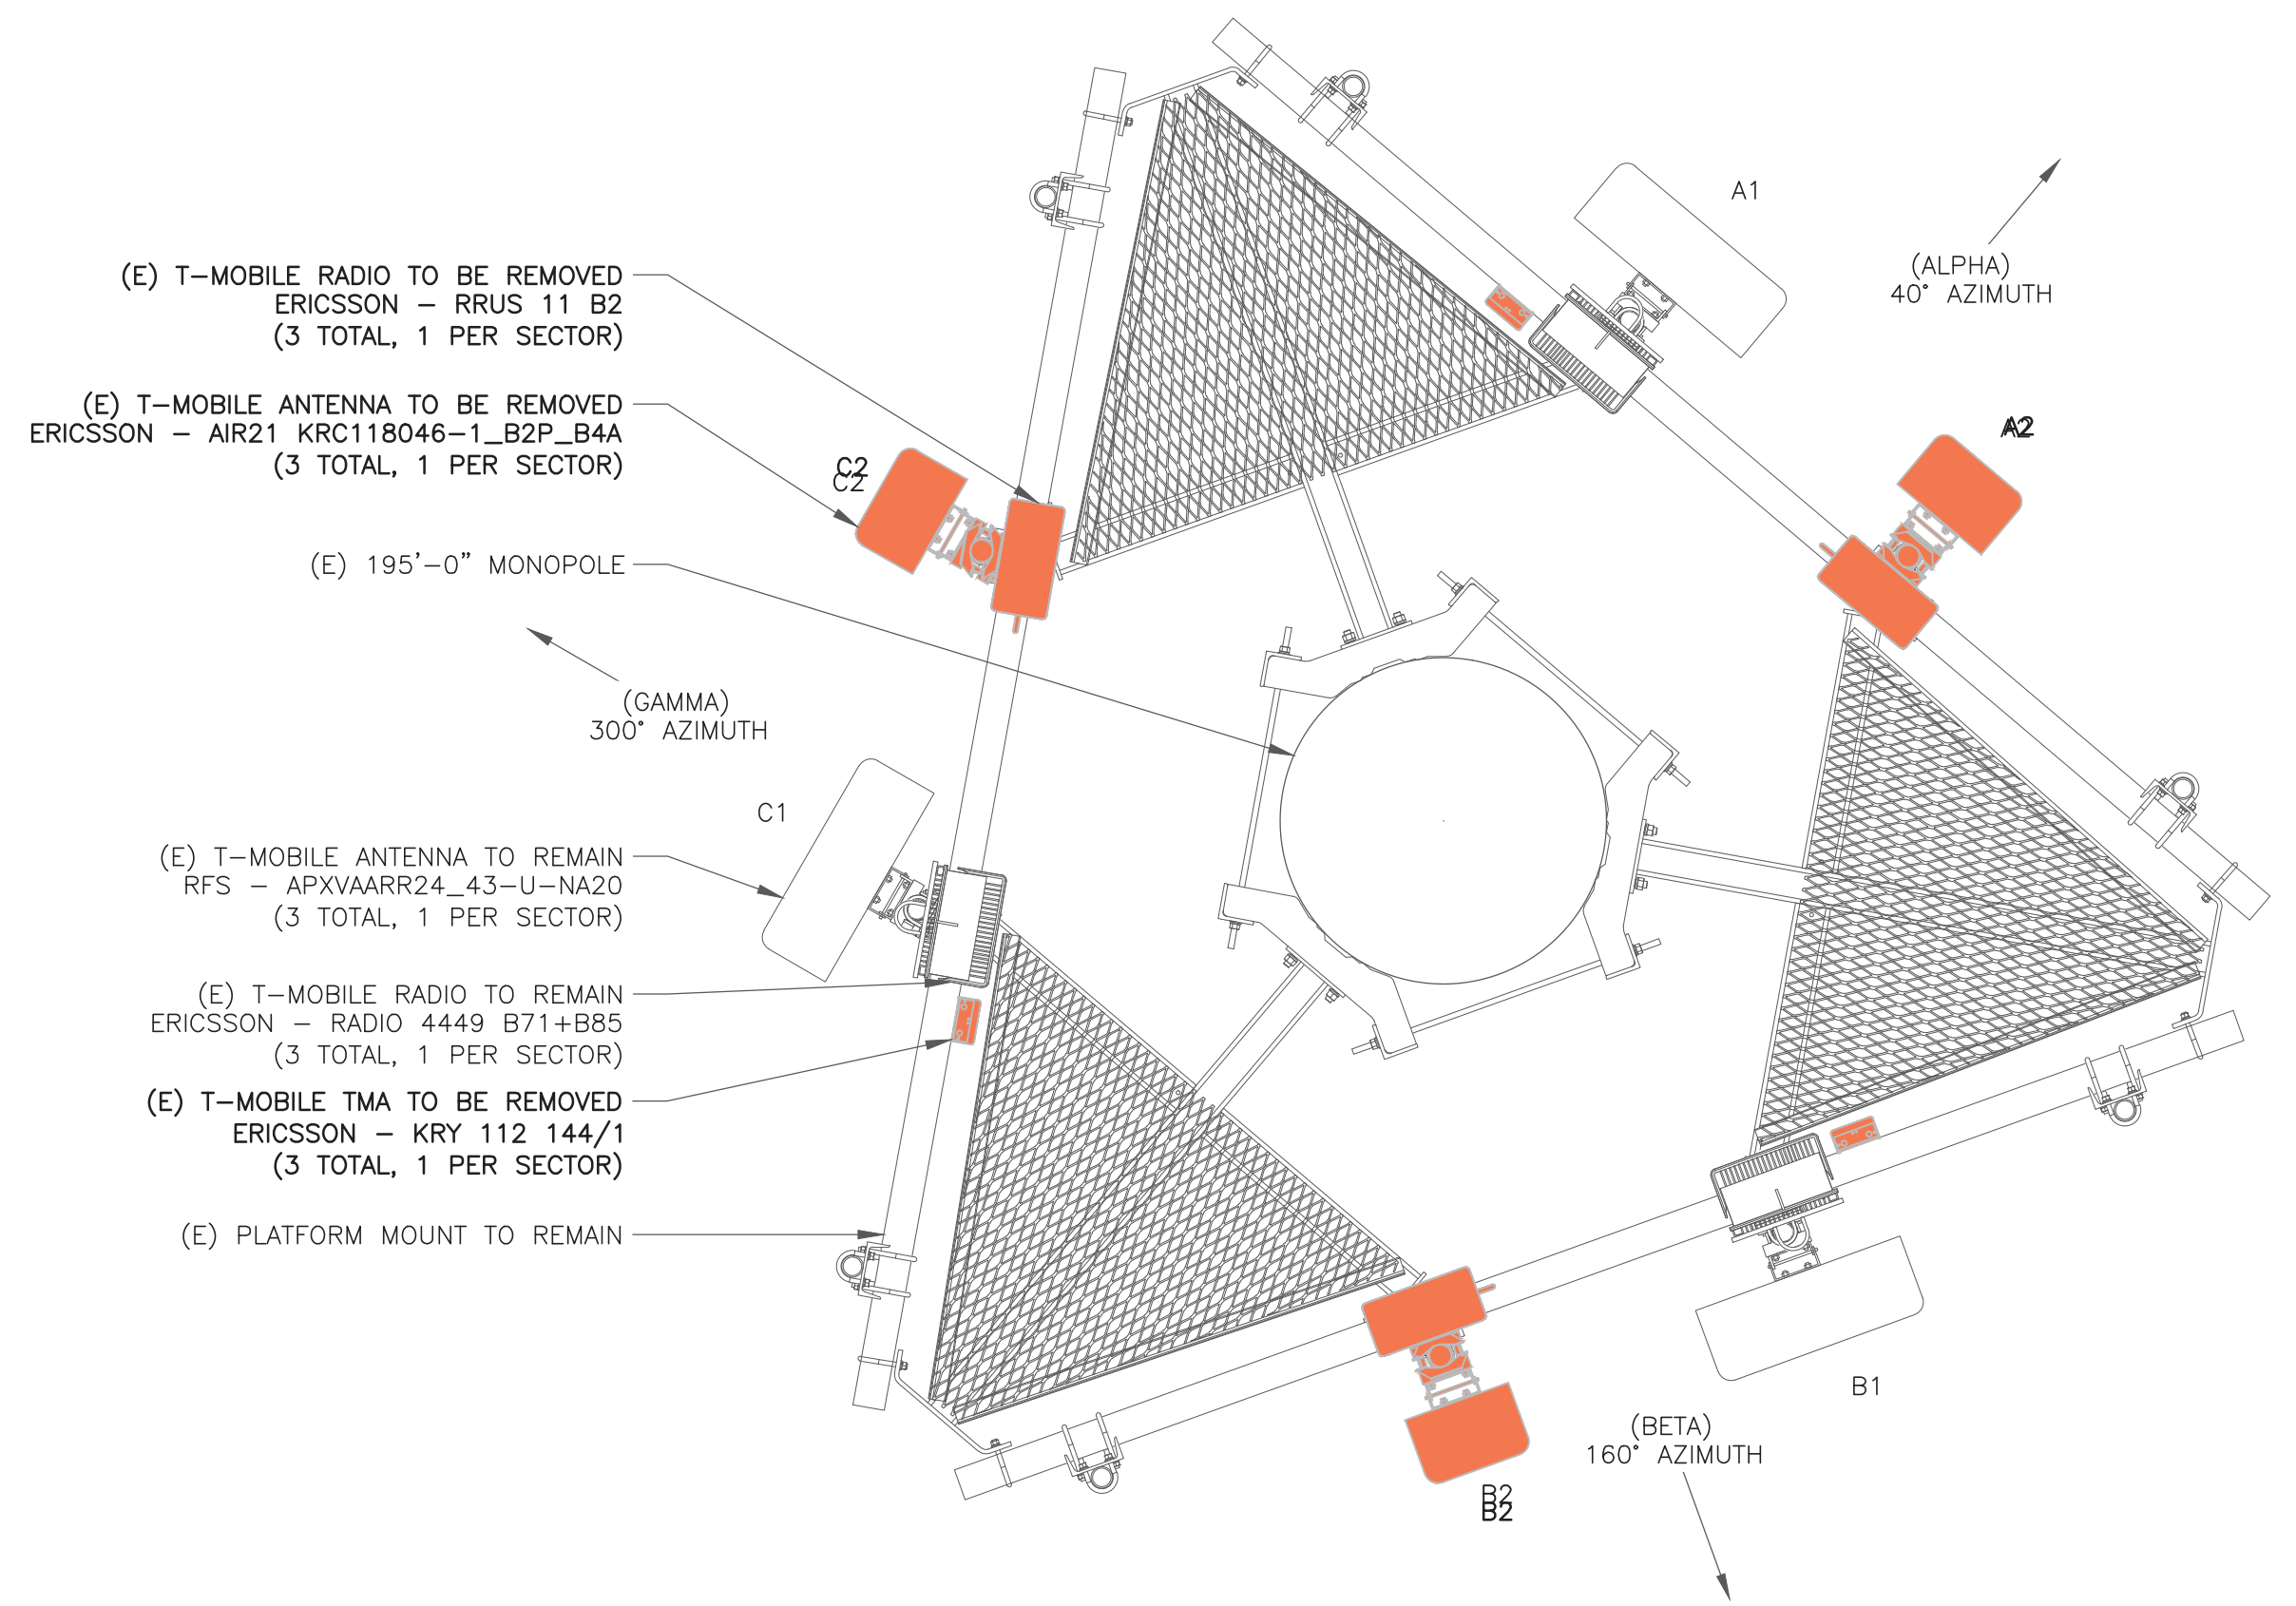 A1
(ALPHA)
40° AZIMUTH
(E) T-MOBILE RADIO TO BE REMOVED
ERICSSON - RRUS 11 B2
(3 TOTAL, 1 PER SECTOR)
(E) T-MOBILE ANTENNA TO BE REMOVED
ERICSSON - AIR21 KRC118046-1_B2P_B4A
(3 TOTAL, 1 PER SECTOR)
A2
A2
C2
C2
(E) 195'-0" MONOPOLE
(GAMMA)
300° AZIMUTH
C1
(E) T-MOBILE ANTENNA TO REMAIN
RFS - APXVAARR24_43-U-NA20
(3 TOTAL, 1 PER SECTOR)
(E) T-MOBILE RADIO TO REMAIN
ERICSSON - RADIO 4449 B71+B85
(3 TOTAL, 1 PER SECTOR)
(E) T-MOBILE TMA TO BE REMOVED
ERICSSON - KRY 112 144/1
(3 TOTAL, 1 PER SECTOR)
(E) PLATFORM MOUNT TO REMAIN
B1
(BETA)
160° AZIMUTH
B2
B2